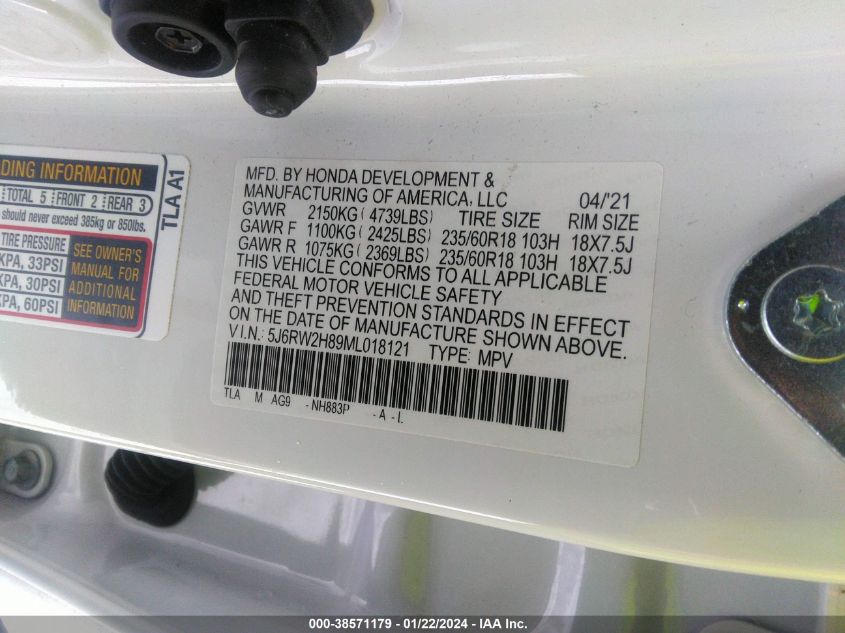 DING INFORMATION
TOTAL 5 FRONT 2 REAR 3
should never exceed 385kg or 850lbs.
TIRE PRESSURE
KPA, 33PSI
KPA, 30PSI
KPA, 60PSI
SEE OWNER'S
MANUAL FOR
ADDITIONAL
INFORMATION
TLA A1
MFD. BY HONDA DEVELOPMENT &
MANUFACTURING OF AMERICA, LLC 04/'21
GVWR 2150KG (4739LBS) TIRE SIZE RIM SIZE
GAWR F 1100KG (2425LBS) 235/60R18 103H 18X7.5J
GAWR R 1075KG (2369LBS) 235/60R18 103H 18X7.5J
THIS VEHICLE CONFORMS TO ALL APPLICABLE
FEDERAL MOTOR VEHICLE SAFETY
AND THEFT PREVENTION STANDARDS IN EFFECT
ON THE DATE OF MANUFACTURE SHOWN ABOVE.
V.I.N.: 5J6RW2H89ML018121 TYPE: MPV
TLA M AG9 -NH883P -A-I.
000-38571179 | 01/22/2024 - IAA Inc.